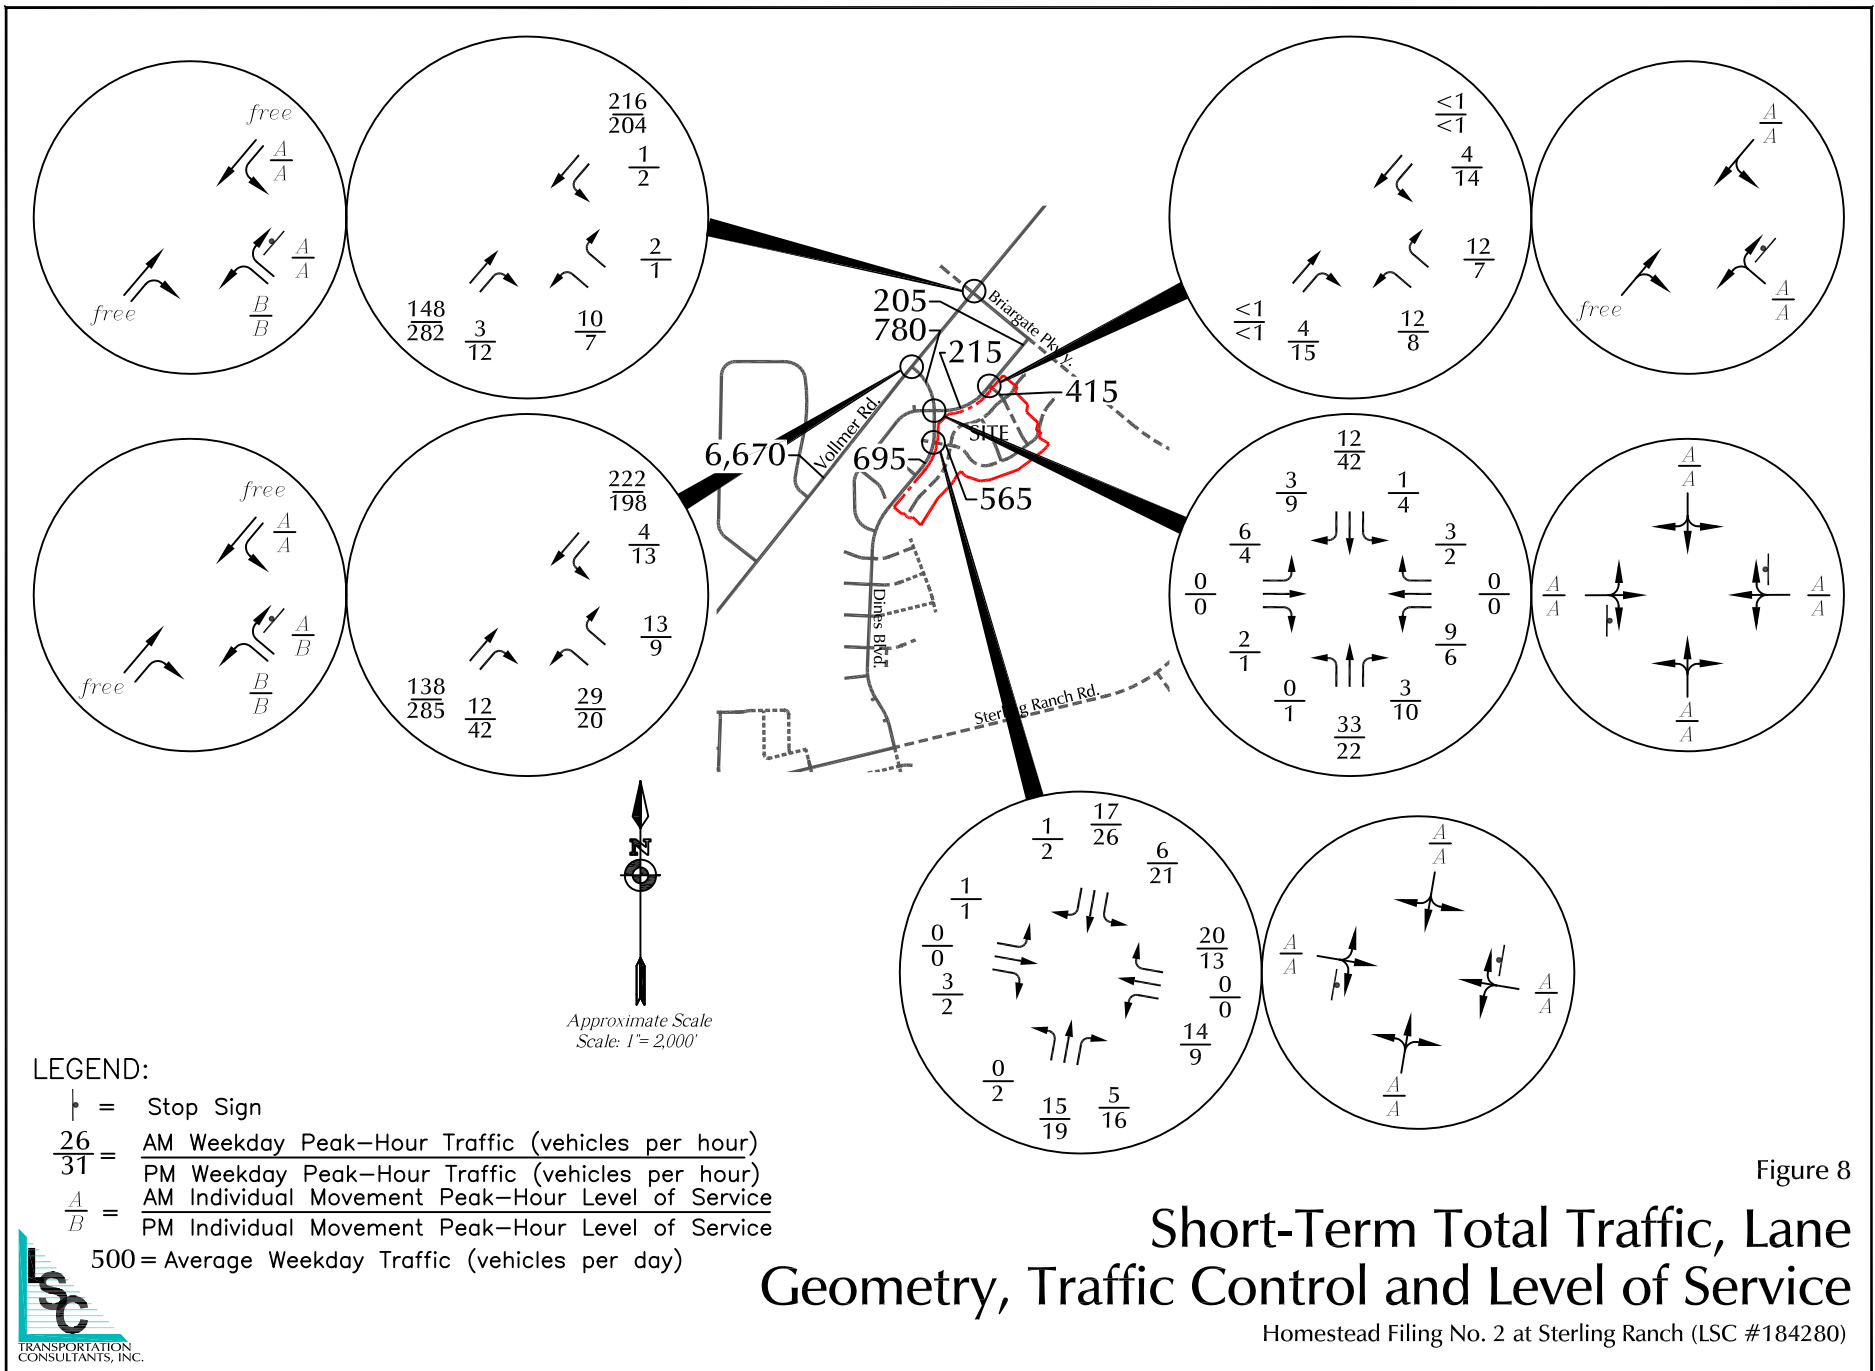 free
A
A
A
A
B
B
free
216
204
1
2
2
1
10
7
3
12
148
282
<1
<1
4
14
12
7
12
8
4
15
<1
<1
A
A
A
A
free
free
A
A
A
B
B
B
free
222
198
4
13
13
9
29
20
12
42
138
285
205
780
215
415
6,670
695
565
Briargate Pkwy.
Vollmer Rd.
SITE
Dines Blvd.
Sterling Ranch Rd.
12
42
3
9
1
4
6
4
3
2
0
0
0
0
2
1
9
6
0
1
3
10
33
22
A
A
A
A
A
A
A
A
1
2
17
26
6
21
1
1
20
13
0
0
0
0
3
2
14
9
0
2
15
19
5
16
A
A
A
A
A
A
A
A
N
Approximate Scale
Scale: 1"= 2,000'
LEGEND:
= Stop Sign
26
31
= AM Weekday Peak-Hour Traffic (vehicles per hour)
PM Weekday Peak-Hour Traffic (vehicles per hour)
A
B
= AM Individual Movement Peak-Hour Level of Service
PM Individual Movement Peak-Hour Level of Service
500 = Average Weekday Traffic (vehicles per day)
LSC
TRANSPORTATION
CONSULTANTS, INC.
Figure 8
Short-Term Total Traffic, Lane
Geometry, Traffic Control and Level of Service
Homestead Filing No. 2 at Sterling Ranch (LSC #184280)